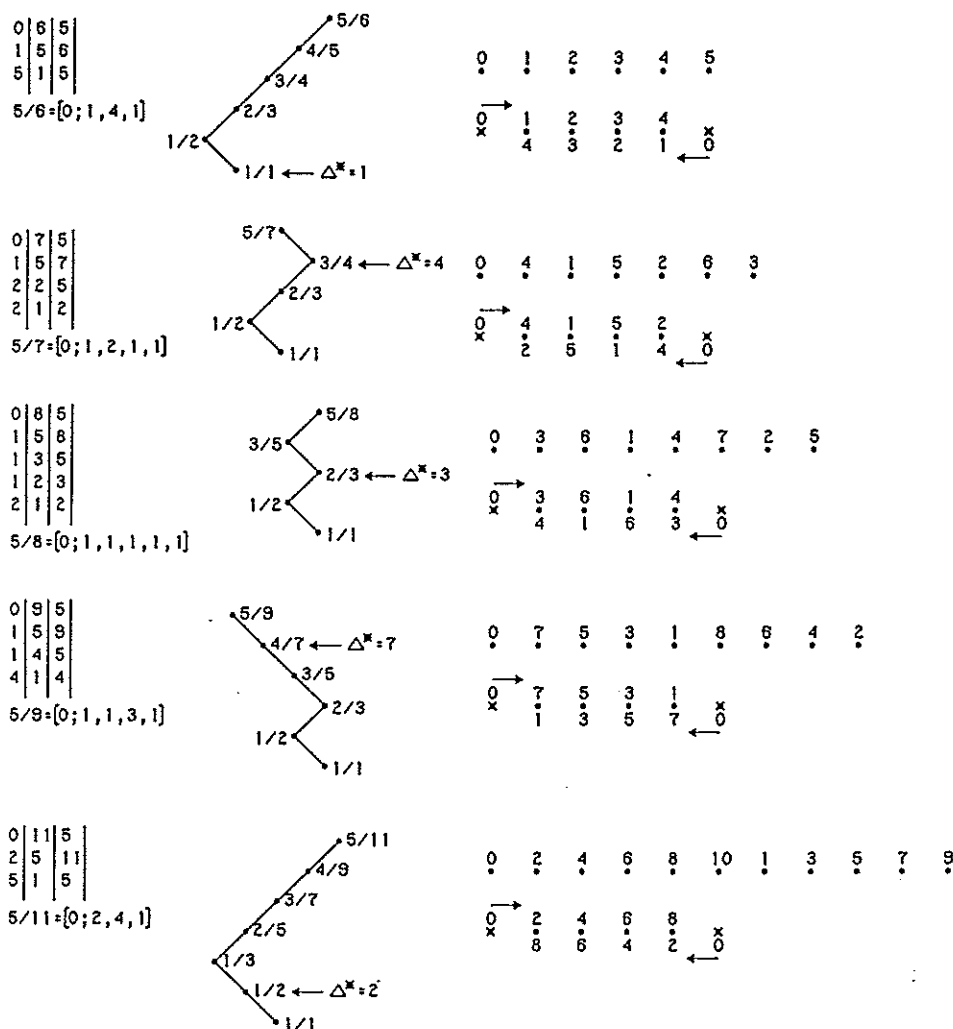 0 6 5
1 5 6
5 1 5
5/6=[0;1,4,1]
5/6
4/5
3/4
2/3
1/2
1/1 ← △*=1
0 1 2 3 4 5
→
0 1 2 3 4 x
x 4 3 2 1 0
←
0 7 5
1 5 7
2 2 5
2 1 2
5/7=[0;1,2,1,1]
5/7
3/4 ← △*=4
2/3
1/2
1/1
0 4 1 5 2 6 3
→
0 4 1 5 2 x
x 2 5 1 4 0
←
0 8 5
1 5 8
1 3 5
1 2 3
2 1 2
5/8=[0;1,1,1,1,1]
5/8
3/5
2/3 ← △*=3
1/2
1/1
0 3 6 1 4 7 2 5
→
0 3 6 1 4 x
x 4 1 6 3 0
←
0 9 5
1 5 9
1 4 5
4 1 4
5/9=[0;1,1,3,1]
5/9
4/7 ← △*=7
3/5
2/3
1/2
1/1
0 7 5 3 1 8 6 4 2
→
0 7 5 3 1 x
x 1 3 5 7 0
←
0 11 5
2 5 11
5 1 5
5/11=[0;2,4,1]
5/11
4/9
3/7
2/5
1/3
1/2 ← △*=2
1/1
0 2 4 6 8 10 1 3 5 7 9
→
0 2 4 6 8 x
x 8 6 4 2 0
←